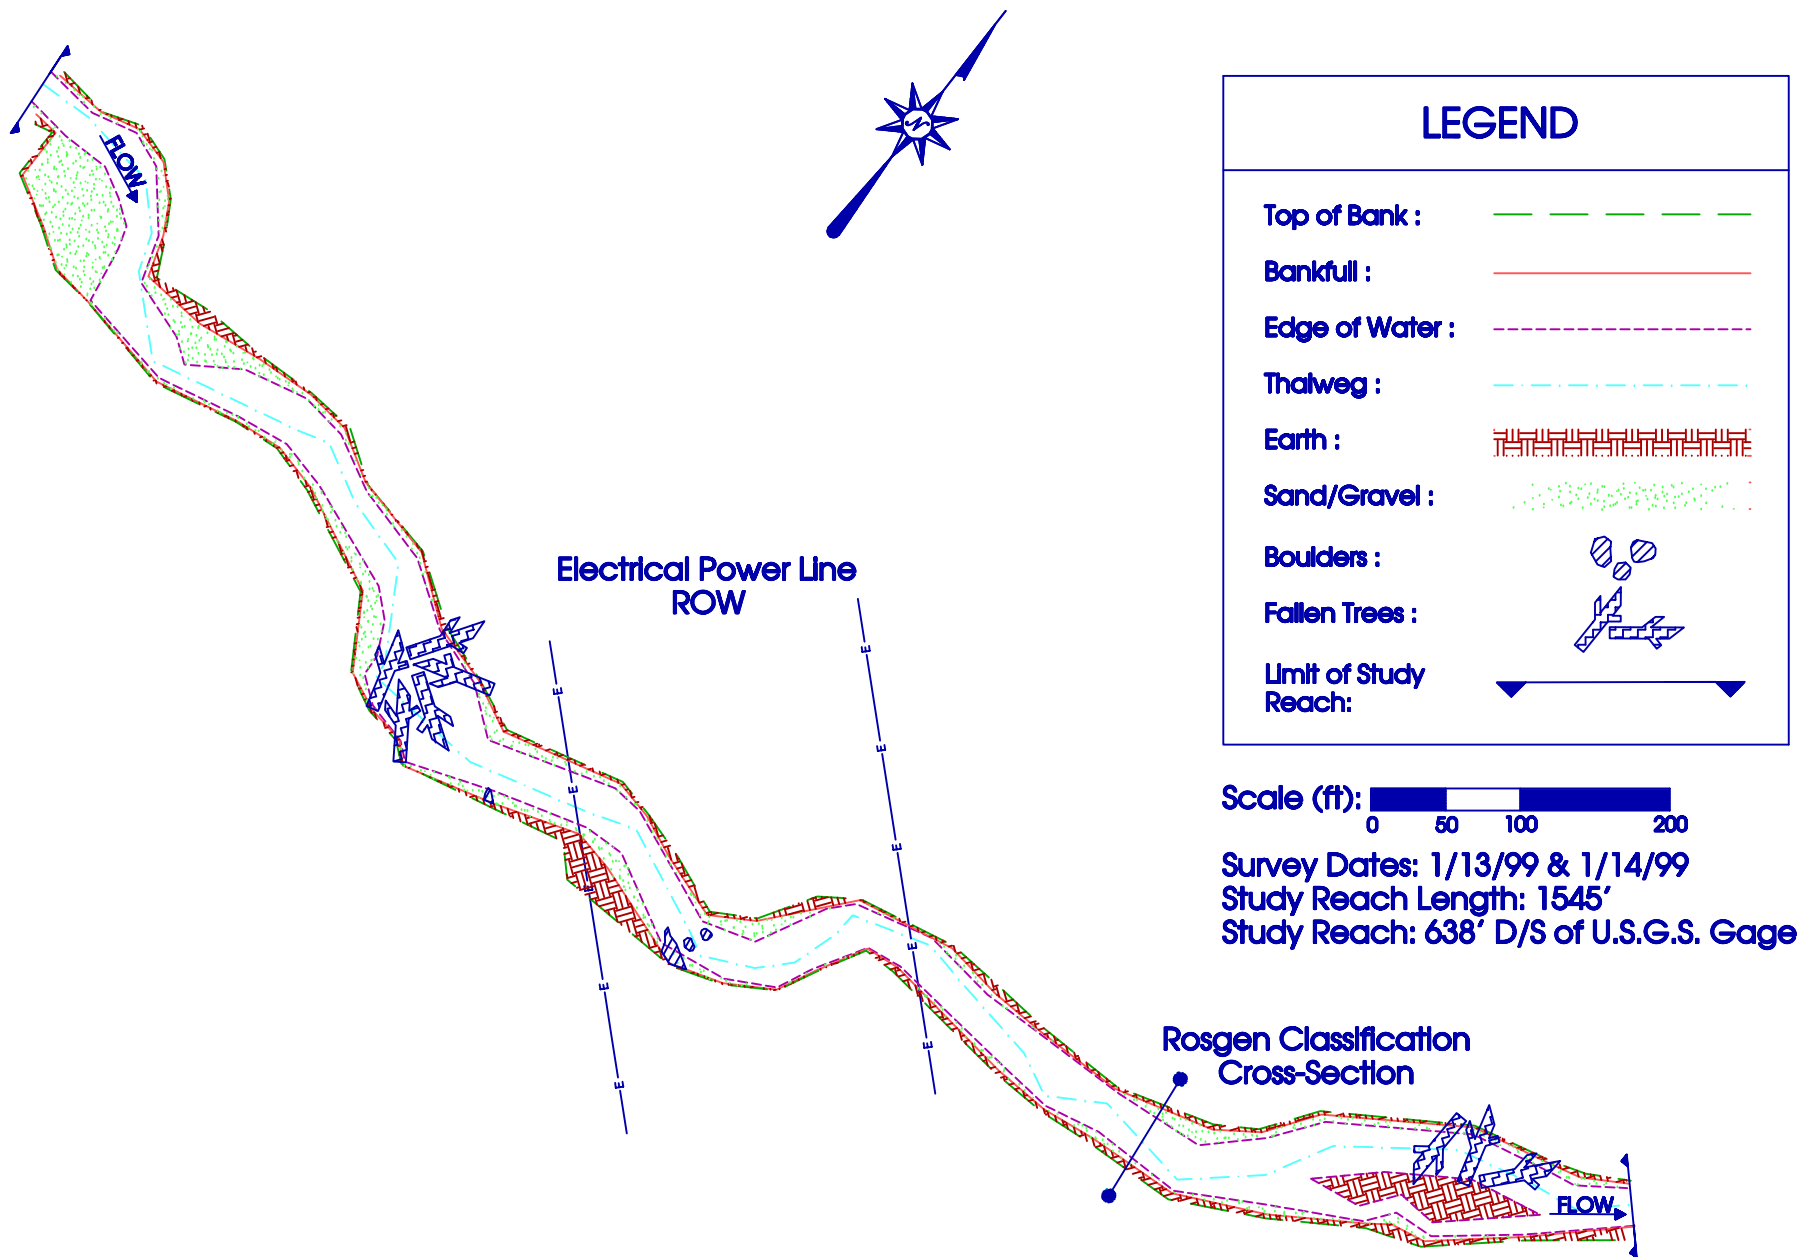 FLOW
N
LEGEND
Top of Bank :
Bankfull :
Edge of Water :
Thalweg :
Earth :
Sand/Gravel :
Boulders :
Fallen Trees :
Limit of Study
Reach:
Electrical Power Line
ROW
E
E
E
E
E
E
E
E
E
E
Scale (ft):
0 50 100 200
Survey Dates: 1/13/99 & 1/14/99
Study Reach Length: 1545'
Study Reach: 638' D/S of U.S.G.S. Gage
Rosgen Classification
Cross-Section
FLOW